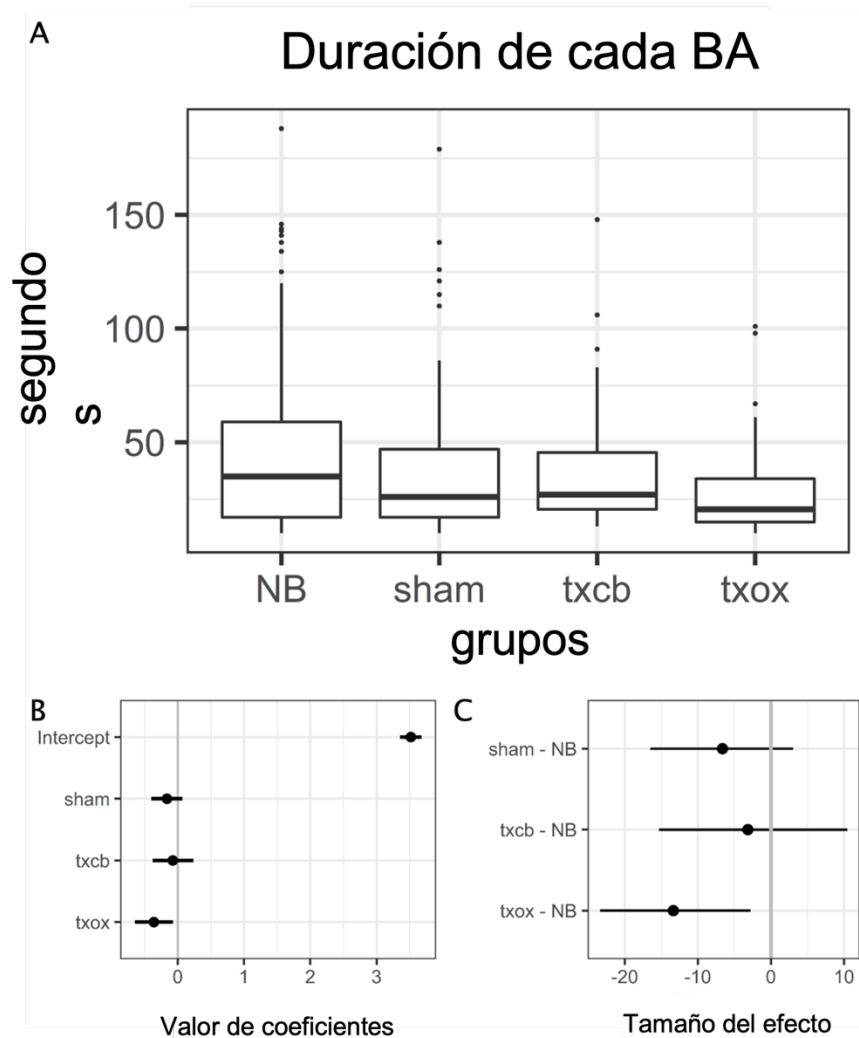 A
Duración de cada BA
segundo
s
150
100
50
NB sham txcb txox
grupos
B
Intercept
sham
txcb
txox
0 1 2 3
Valor de coeficientes
C
sham - NB
txcb - NB
txox - NB
-20 -10 0 10
Tamaño del efecto